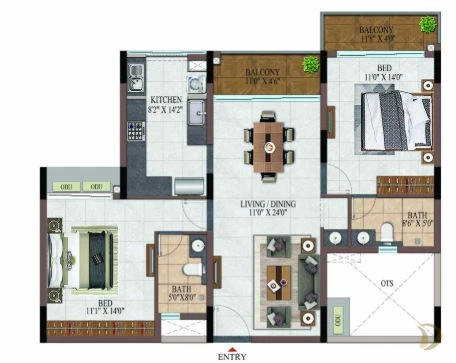 BALCONY
11'8" X 4'0"
BED
11'0" X 14'0"
BALCONY
11'0" X 4'6"
KITCHEN
8'2" X 14'2"
ODU
ODU
LIVING / DINING
11'0" X 24'0"
BATH
8'6" X 5'0"
BATH
5'0"X8'0"
OTS
BED
11'1" X 14'0"
ODU
ENTRY